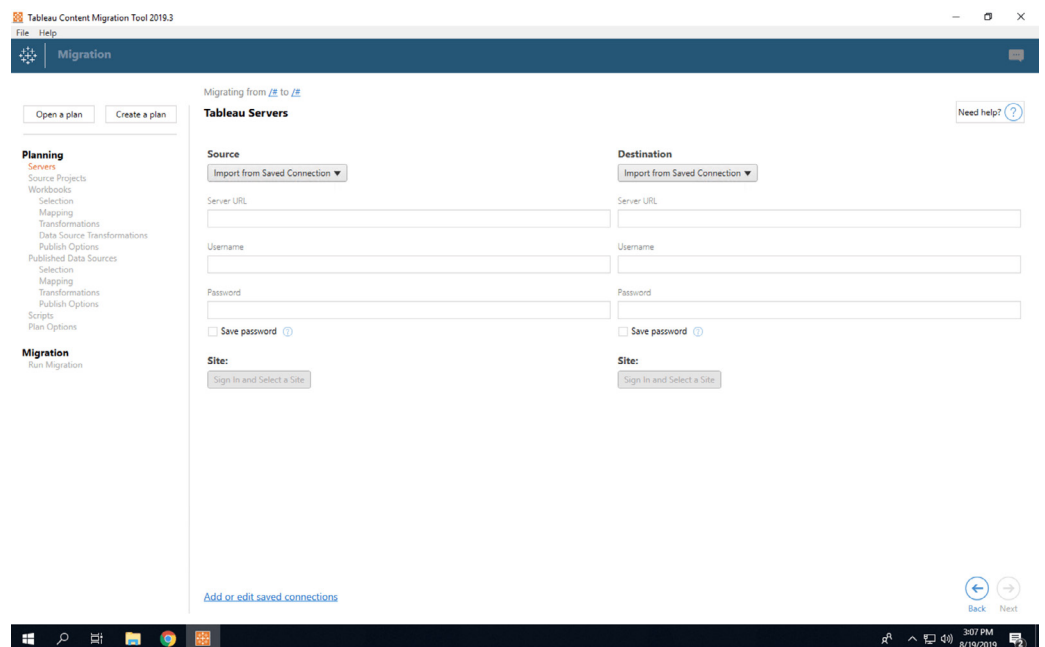 Tableau Content Migration Tool 2019.3
File Help
Migration
Open a plan
Create a plan
Planning
Servers
Source Projects
Workbooks
Selection
Mapping
Transformations
Data Source Transformations
Publish Options
Published Data Sources
Selection
Mapping
Transformations
Publish Options
Scripts
Plan Options
Migration
Run Migration
Migrating from /# to /#
Tableau Servers
Need help? ?
Source
Import from Saved Connection ▼
Server URL
Username
Password
Save password ?
Site:
Sign In and Select a Site
Destination
Import from Saved Connection ▼
Server URL
Username
Password
Save password ?
Site:
Sign In and Select a Site
Add or edit saved connections
Back
Next
3:07 PM
8/19/2019
2